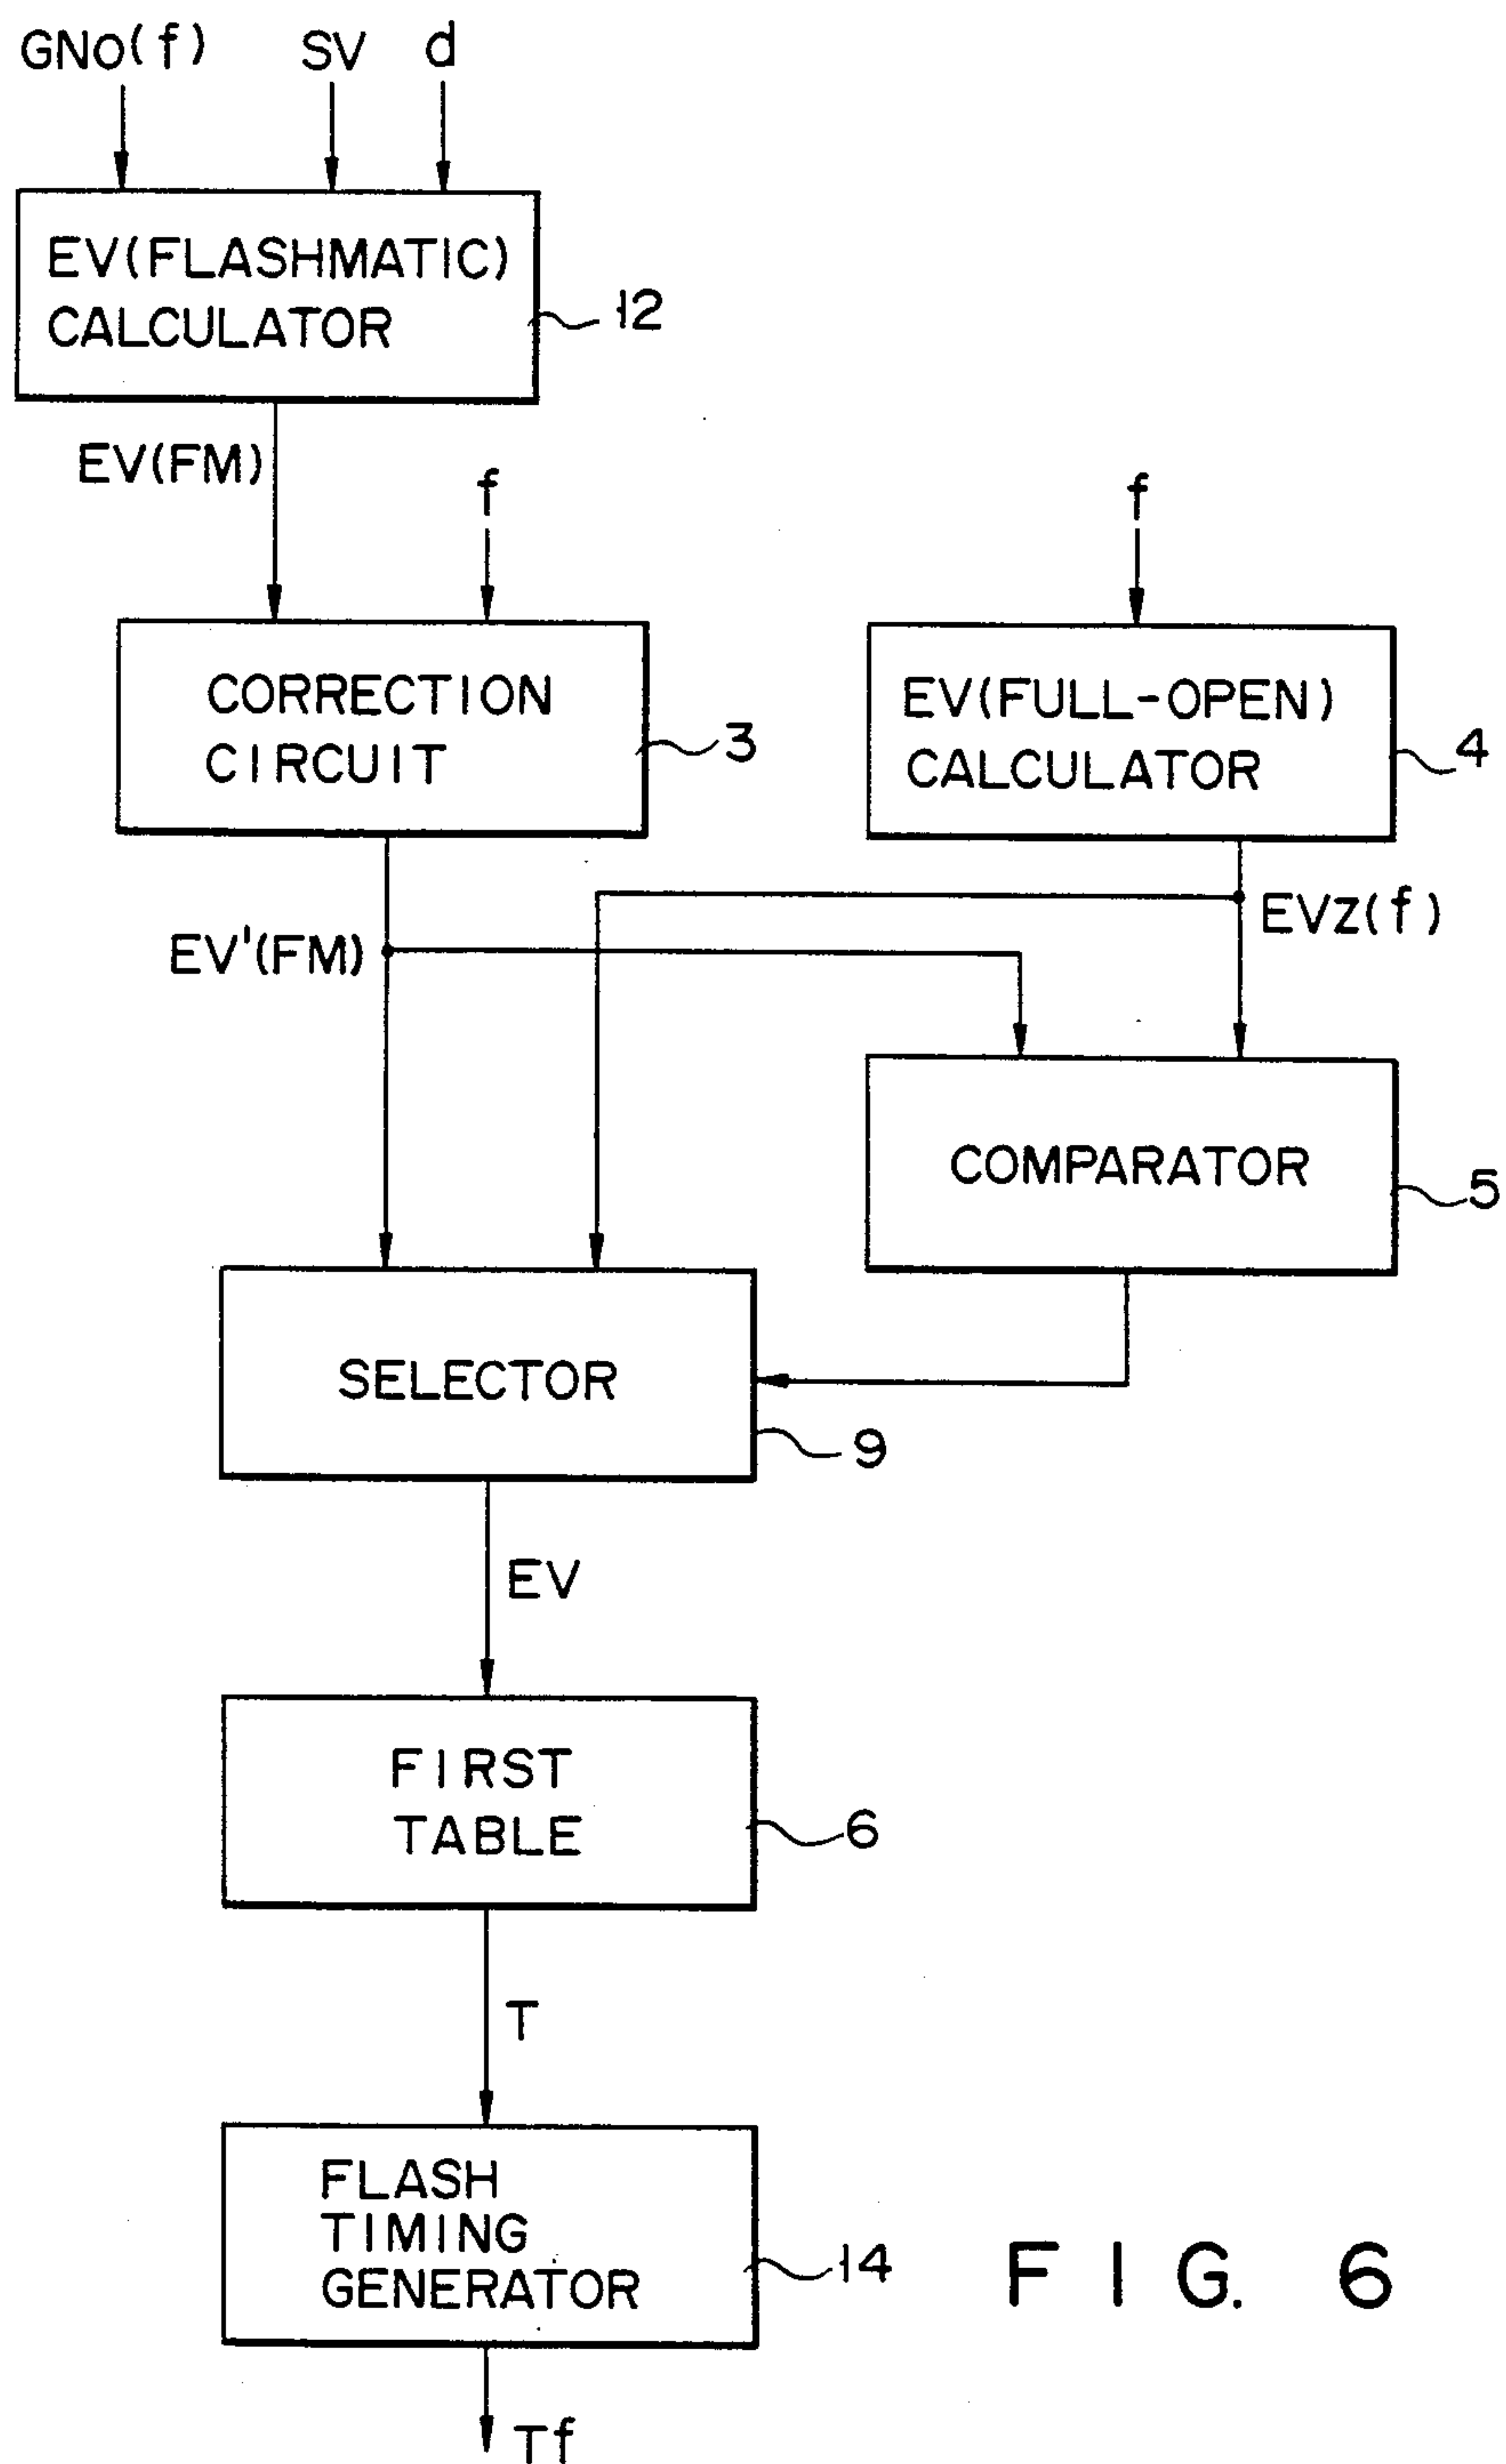 GNo(f) SV d
EV(FLASHMATIC)
CALCULATOR
12
EV(FM)
f
f
CORRECTION
CIRCUIT
3
EV(FULL-OPEN)
CALCULATOR
4
EV'(FM)
EVZ(f)
COMPARATOR
5
SELECTOR
9
EV
FIRST
TABLE
6
T
FLASH
TIMING
GENERATOR
14
FIG. 6
Tf